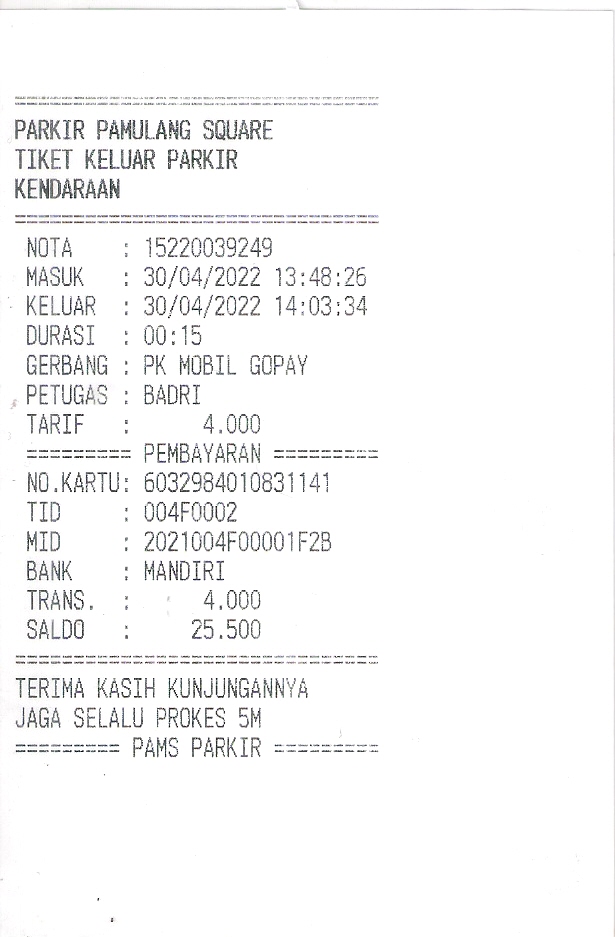 PARKIR PAMULANG SQUARE
TIKET KELUAR PARKIR
KENDARAAN
NOTA : 15220039249
MASUK : 30/04/2022 13:48:26
KELUAR : 30/04/2022 14:03:34
DURASI : 00:15
GERBANG : PK MOBIL GOPAY
PETUGAS : BADRI
TARIF : 4.000
========= PEMBAYARAN =========
NO.KARTU: 6032984010831141
TID : 004F0002
MID : 2021004F00001F2B
BANK : MANDIRI
TRANS. : 4.000
SALDO : 25.500
TERIMA KASIH KUNJUNGANNYA
JAGA SELALU PROKES 5M
========= PAMS PARKIR =========